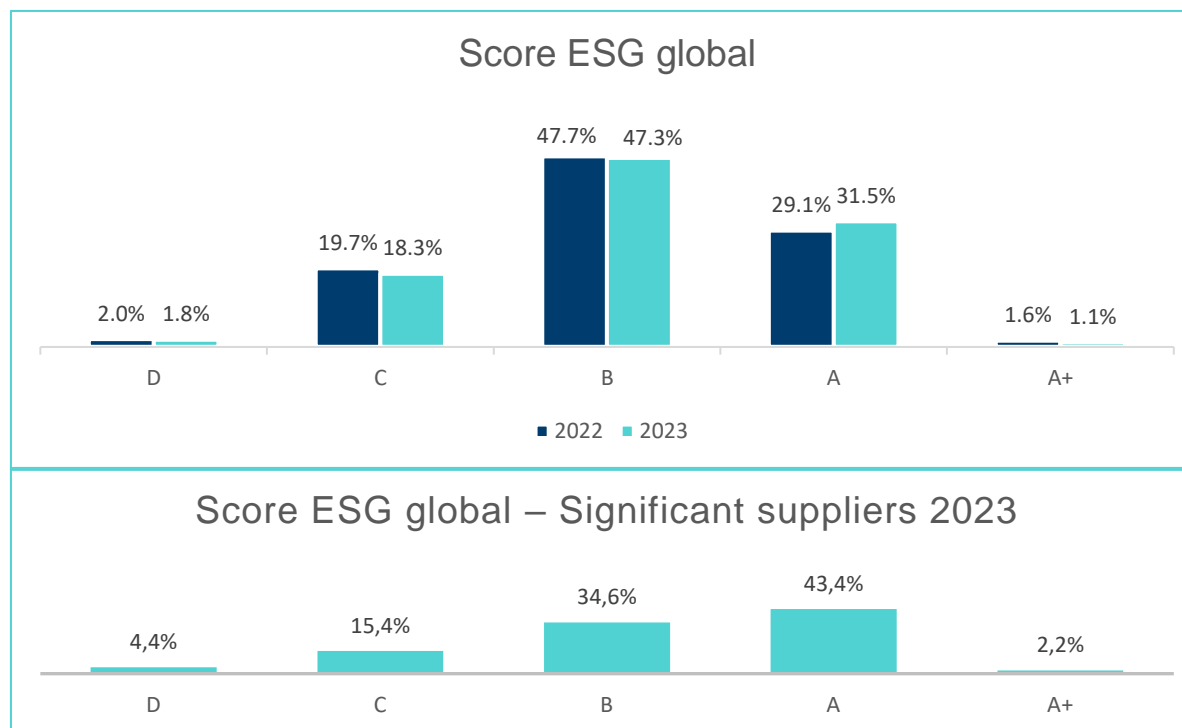 Score ESG global
47.7% 47.3%
29.1% 31.5%
19.7% 18.3%
2.0% 1.8%
1.6% 1.1%
D C B A A+
2022 2023
Score ESG global – Significant suppliers 2023
43,4%
34,6%
15,4%
4,4%
2,2%
D C B A A+